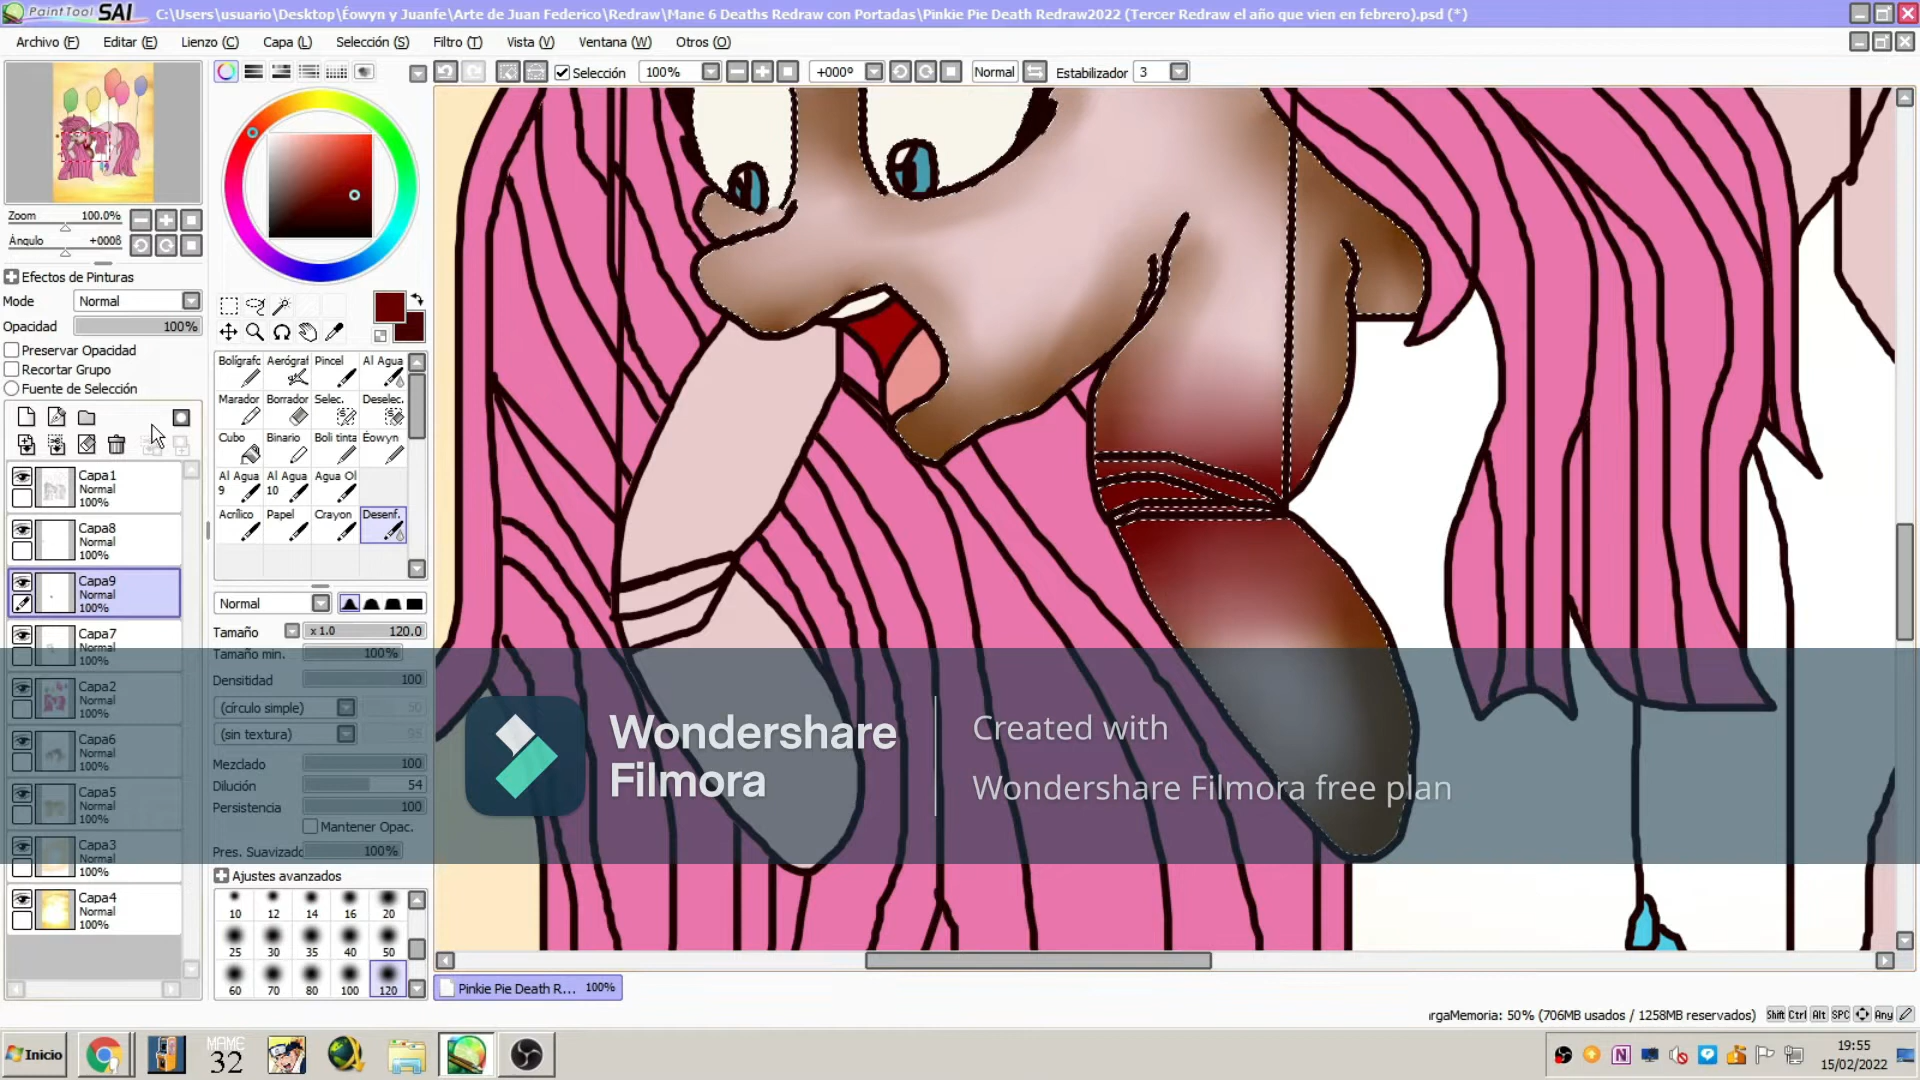 PaintTool SAI C:\Users\usuario\Desktop\Éowyn y Juanfe\Arte de Juan Federico\Redraw\Mane 6 Deaths Redraw con Portadas\Pinkie Pie Death Redraw2022 (Tercer Redraw el año que vien en febrero).psd (*)
Archivo (F) Editar (E) Lienzo (C) Capa (L) Selección (S) Filtro (T) Vista (V) Ventana (W) Otros (O)
Selección 100% +000º Normal Estabilizador 3
Zoom 100.0%
Ángulo +000ß
Efectos de Pinturas
Mode Normal
Opacidad 100%
Preservar Opacidad
Recortar Grupo
Fuente de Selección
Capa1
Normal
100%
Capa8
Normal
100%
Capa9
Normal
100%
Capa7
Normal
100%
Capa2
Normal
100%
Capa6
Normal
100%
Capa5
Normal
100%
Capa3
Normal
100%
Capa4
Normal
100%
Bolígrafc Aerógraf Pincel Al Agua
Marador Borrador Selec. Deselec.
Cubo Binario Boli tinta Éowyn
Al Agua 9 Al Agua 10 Agua Ol
Acrílico Papel Crayon Desenf.
Normal
Tamaño x 1.0 120.0
Tamaño min. 100%
Densitidad 100
(círculo simple) 50
(sin textura) 95
Mezclado 100
Dilución 54
Persistencia 100
Mantener Opac.
Pres. Suavizadc 100%
Ajustes avanzados
10 12 14 16 20
25 30 35 40 50
60 70 80 100 120
Wondershare
Filmora
Created with
Wondershare Filmora free plan
Pinkie Pie Death R... 100%
rgaMemoria: 50% (706MB usados / 1258MB reservados) Shift Ctrl Alt SPC Any
Inicio
MAME
32
N
19:55
15/02/2022